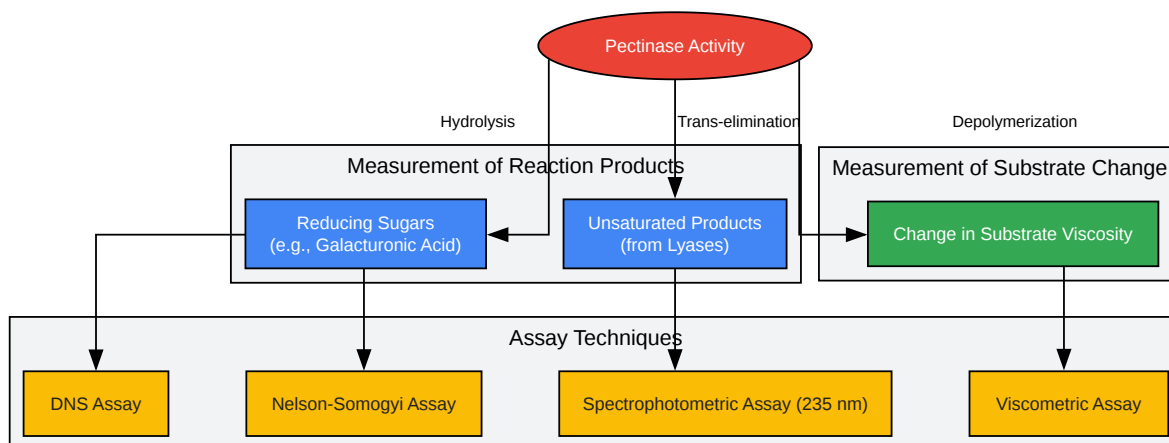 Pectinase Activity
Hydrolysis
Trans-elimination
Depolymerization
Measurement of Reaction Products
Measurement of Substrate Change
Reducing Sugars
(e.g., Galacturonic Acid)
Unsaturated Products
(from Lyases)
Change in Substrate Viscosity
Assay Techniques
DNS Assay
Nelson-Somogyi Assay
Spectrophotometric Assay (235 nm)
Viscometric Assay